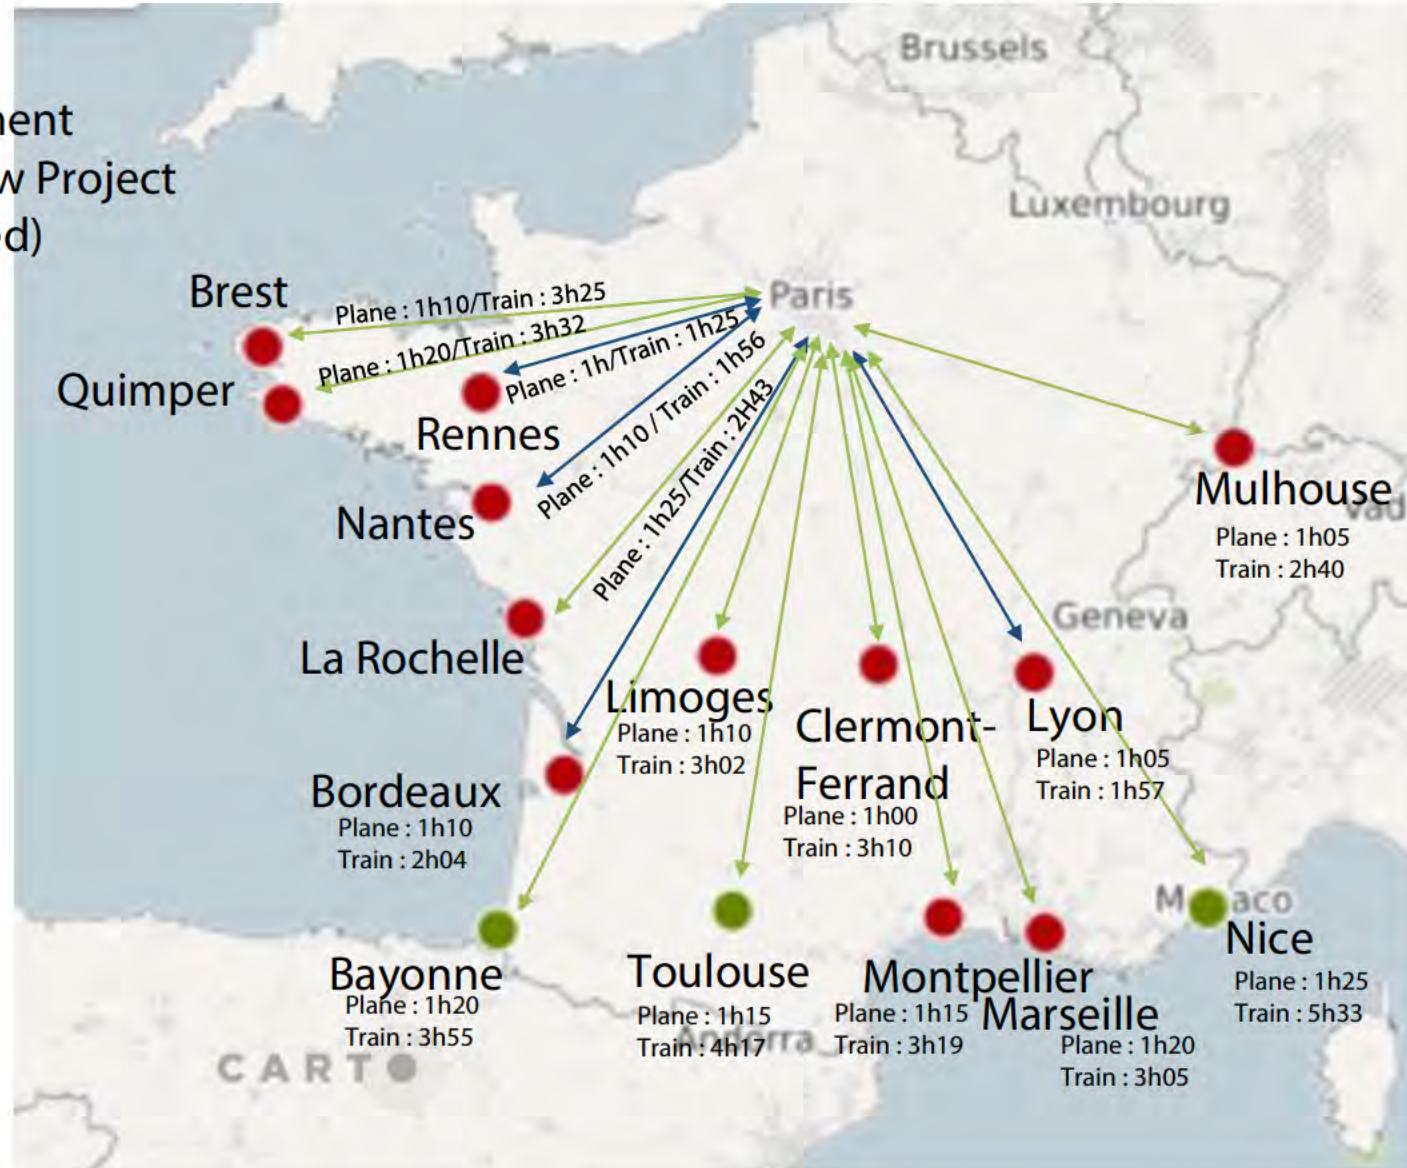 Brussels
ment
w Project
Luxembourg
ed)
Brest
Plane : 1h10/Train : 3h25
Paris
Plane : 1h20/Train : 3h32
Quimper
Plane : 1h/Train : 1h25
Rennes
Plane : 1h10 / Train : 1h56
Nantes
Plane : 1h25/Train : 2H43
Mulhouse
Vad
Plane : 1h05
Train : 2h40
Geneva
La Rochelle
Limoges
Plane : 1h10
Train : 3h02
Clermont-
Ferrand
Plane : 1h00
Train : 3h10
Lyon
Plane : 1h05
Train : 1h57
Bordeaux
Plane : 1h10
Train : 2h04
Monaco
Nice
Plane : 1h25
Train : 5h33
Bayonne
Plane : 1h20
Train : 3h55
Toulouse
Plane : 1h15
Train : 4h17
Andorra
Montpellier
Plane : 1h15
Train : 3h19
Marseille
Plane : 1h20
Train : 3h05
CARTO